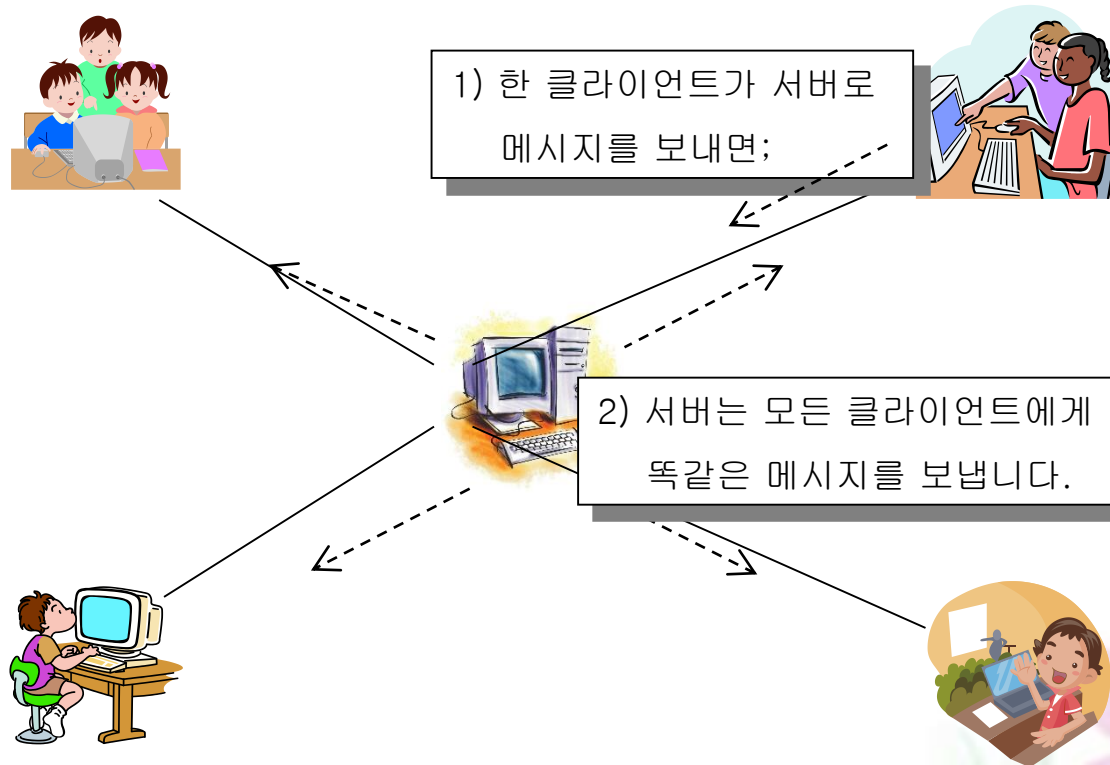 1) 한 클라이언트가 서버로
메시지를 보내면;
2) 서버는 모든 클라이언트에게
똑같은 메시지를 보냅니다.